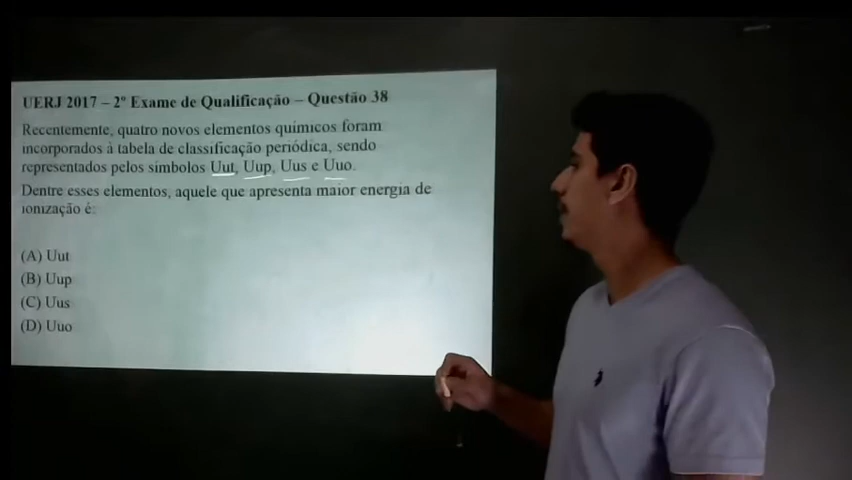 UERJ 2017 – 2º Exame de Qualificação – Questão 38
Recentemente, quatro novos elementos químicos foram
incorporados à tabela de classificação periódica, sendo
representados pelos símbolos Uut, Uup, Uus e Uuo.
Dentre esses elementos, aquele que apresenta maior energia de
ionização é:
(A) Uut
(B) Uup
(C) Uus
(D) Uuo